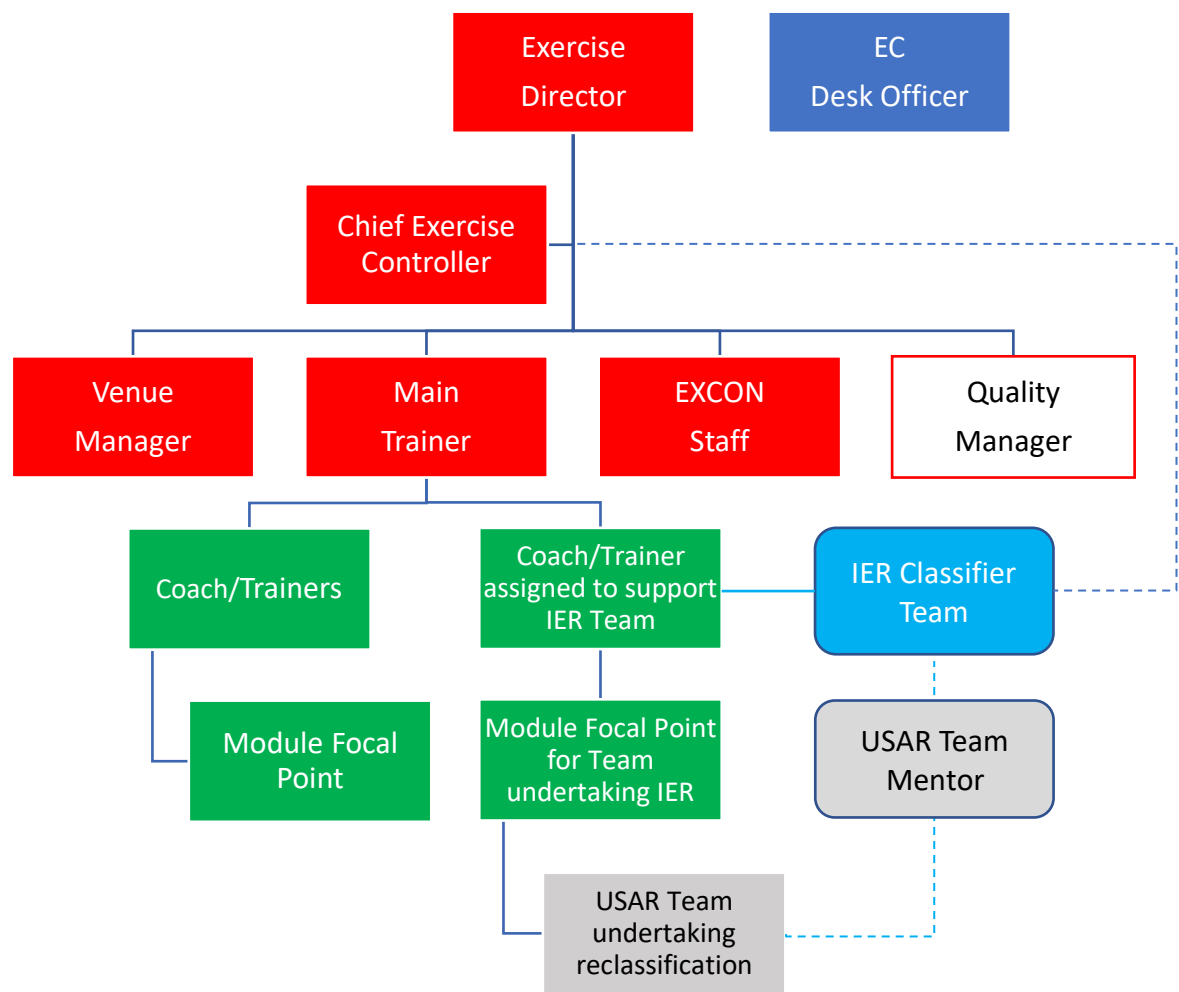 Exercise
Director
EC
Desk Officer
Chief Exercise
Controller
Venue
Manager
Main
Trainer
EXCON
Staff
Quality
Manager
Coach/Trainers
Coach/Trainer
assigned to support
IER Team
IER Classifier
Team
Module Focal
Point
Module Focal Point
for Team
undertaking IER
USAR Team
Mentor
USAR Team
undertaking
reclassification